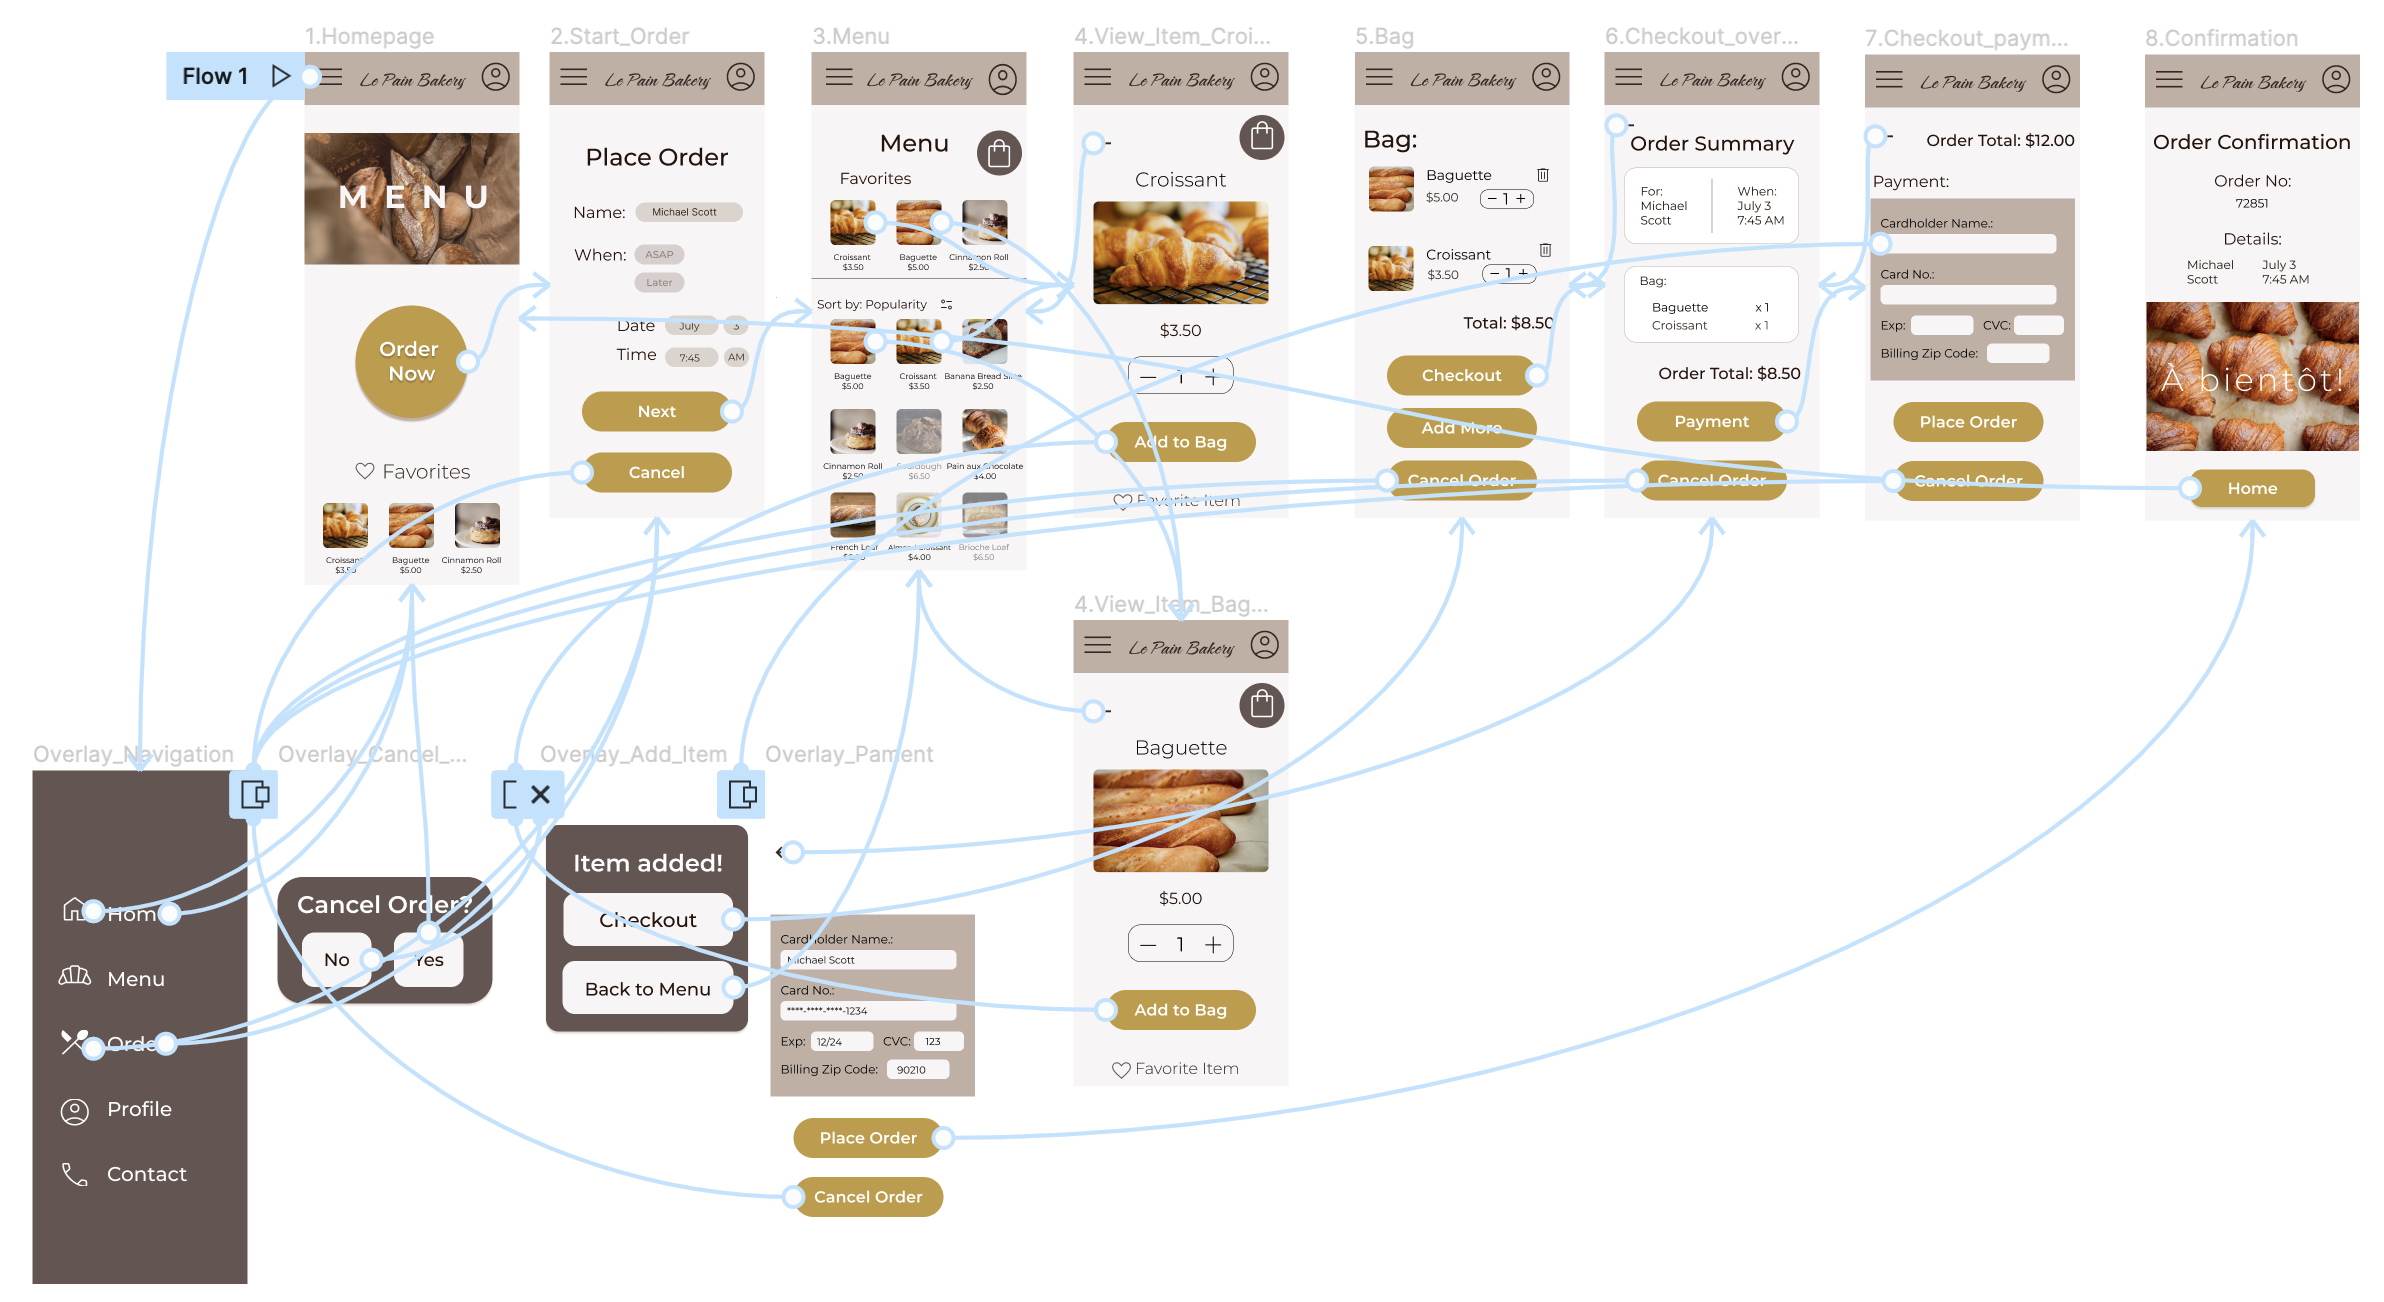 1.Homepage
Flow 1
Le Pain Bakery
MENU
Order
Now
Favorites
Croissant
$3.50
Baguette
$5.00
Cinnamon Roll
$2.50
2.Start_Order
Le Pain Bakery
Place Order
Name: Michael Scott
When: ASAP
Later
Date July 3
Time 7:45 AM
Next
Cancel
3.Menu
Le Pain Bakery
Menu
Favorites
Croissant
$3.50
Baguette
$5.00
Cinnamon Roll
$2.50
Sort by: Popularity
Baguette
$5.00
Croissant
$3.50
Banana Bread Slice
$2.50
Cinnamon Roll
$2.50
Sourdough
$6.50
Pain aux Chocolate
$4.00
French Loaf
Almond Croissant
$4.00
Brioche Loaf
$6.50
4.View_Item_Croi...
Le Pain Bakery
Croissant
$3.50
— 1 +
Add to Bag
Favorite Item
5.Bag
Le Pain Bakery
Bag:
Baguette
$5.00 − 1 +
Croissant
$3.50 − 1 +
Total: $8.50
Checkout
Add More
Cancel Order
6.Checkout_over...
Le Pain Bakery
Order Summary
For:
Michael
Scott
When:
July 3
7:45 AM
Bag:
Baguette x 1
Croissant x 1
Order Total: $8.50
Payment
Cancel Order
7.Checkout_paym...
Le Pain Bakery
Order Total: $12.00
Payment:
Cardholder Name.:
Card No.:
Exp: CVC:
Billing Zip Code:
Place Order
Cancel Order
8.Confirmation
Le Pain Bakery
Order Confirmation
Order No:
72851
Details:
Michael
Scott
July 3
7:45 AM
À bientôt!
Home
4.View_Item_Bag...
Le Pain Bakery
Baguette
$5.00
— 1 +
Add to Bag
Favorite Item
Overlay_Navigation
Home
Menu
Order
Profile
Contact
Overlay_Cancel_...
Cancel Order?
No
Yes
Overlay_Add_Item
Item added!
Checkout
Back to Menu
Overlay_Pament
Cardholder Name.:
Michael Scott
Card No.:
****-****-****-1234
Exp: 12/24 CVC: 123
Billing Zip Code: 90210
Place Order
Cancel Order